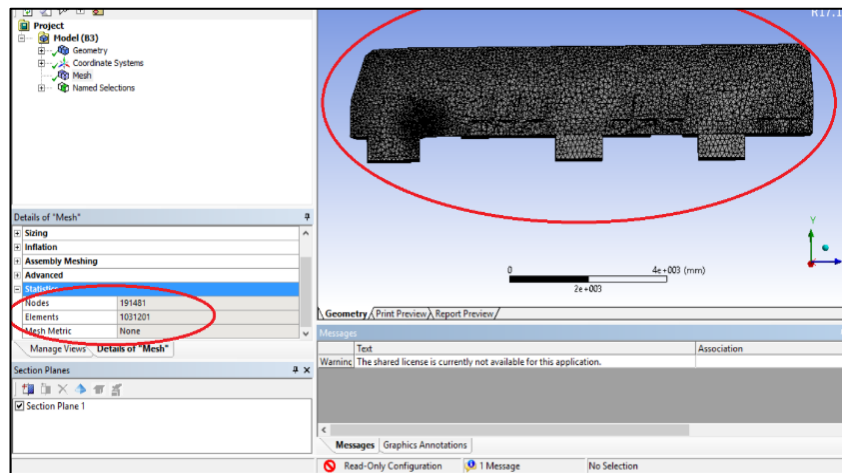 R17.1
Project
Model (B3)
Geometry
Coordinate Systems
Mesh
Named Selections
Details of "Mesh"
Sizing
Inflation
Assembly Meshing
Advanced
Statistics
Nodes 191481
Elements 1031201
Mesh Metric None
Manage Views Details of "Mesh"
Section Planes
Section Plane 1
0 4e+003 (mm)
2e+003
Y
Geometry Print Preview Report Preview
Messages
Text Association
Warninc The shared license is currently not available for this application.
Messages Graphics Annotations
Read-Only Configuration 1 Message No Selection